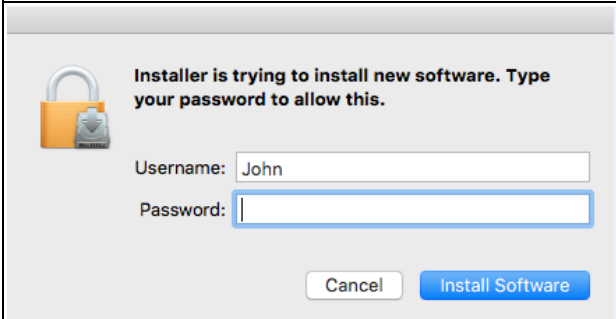 Installer is trying to install new software. Type
your password to allow this.
Username: John
Password:
Cancel Install Software